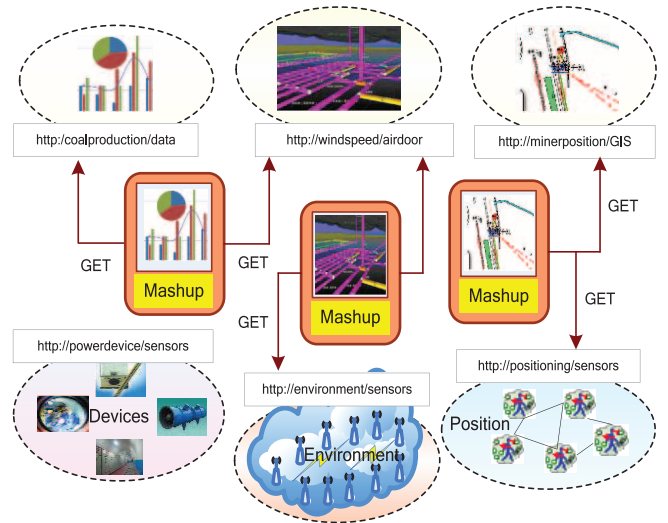 http:/coalproduction/data
http://windspeed/airdoor
http://minerposition/GIS
GET
GET
Mashup
GET
Mashup
GET
Mashup
GET
GET
http://powerdevice/sensors
http://environment/sensors
http://positioning/sensors
Devices
Environment
Position